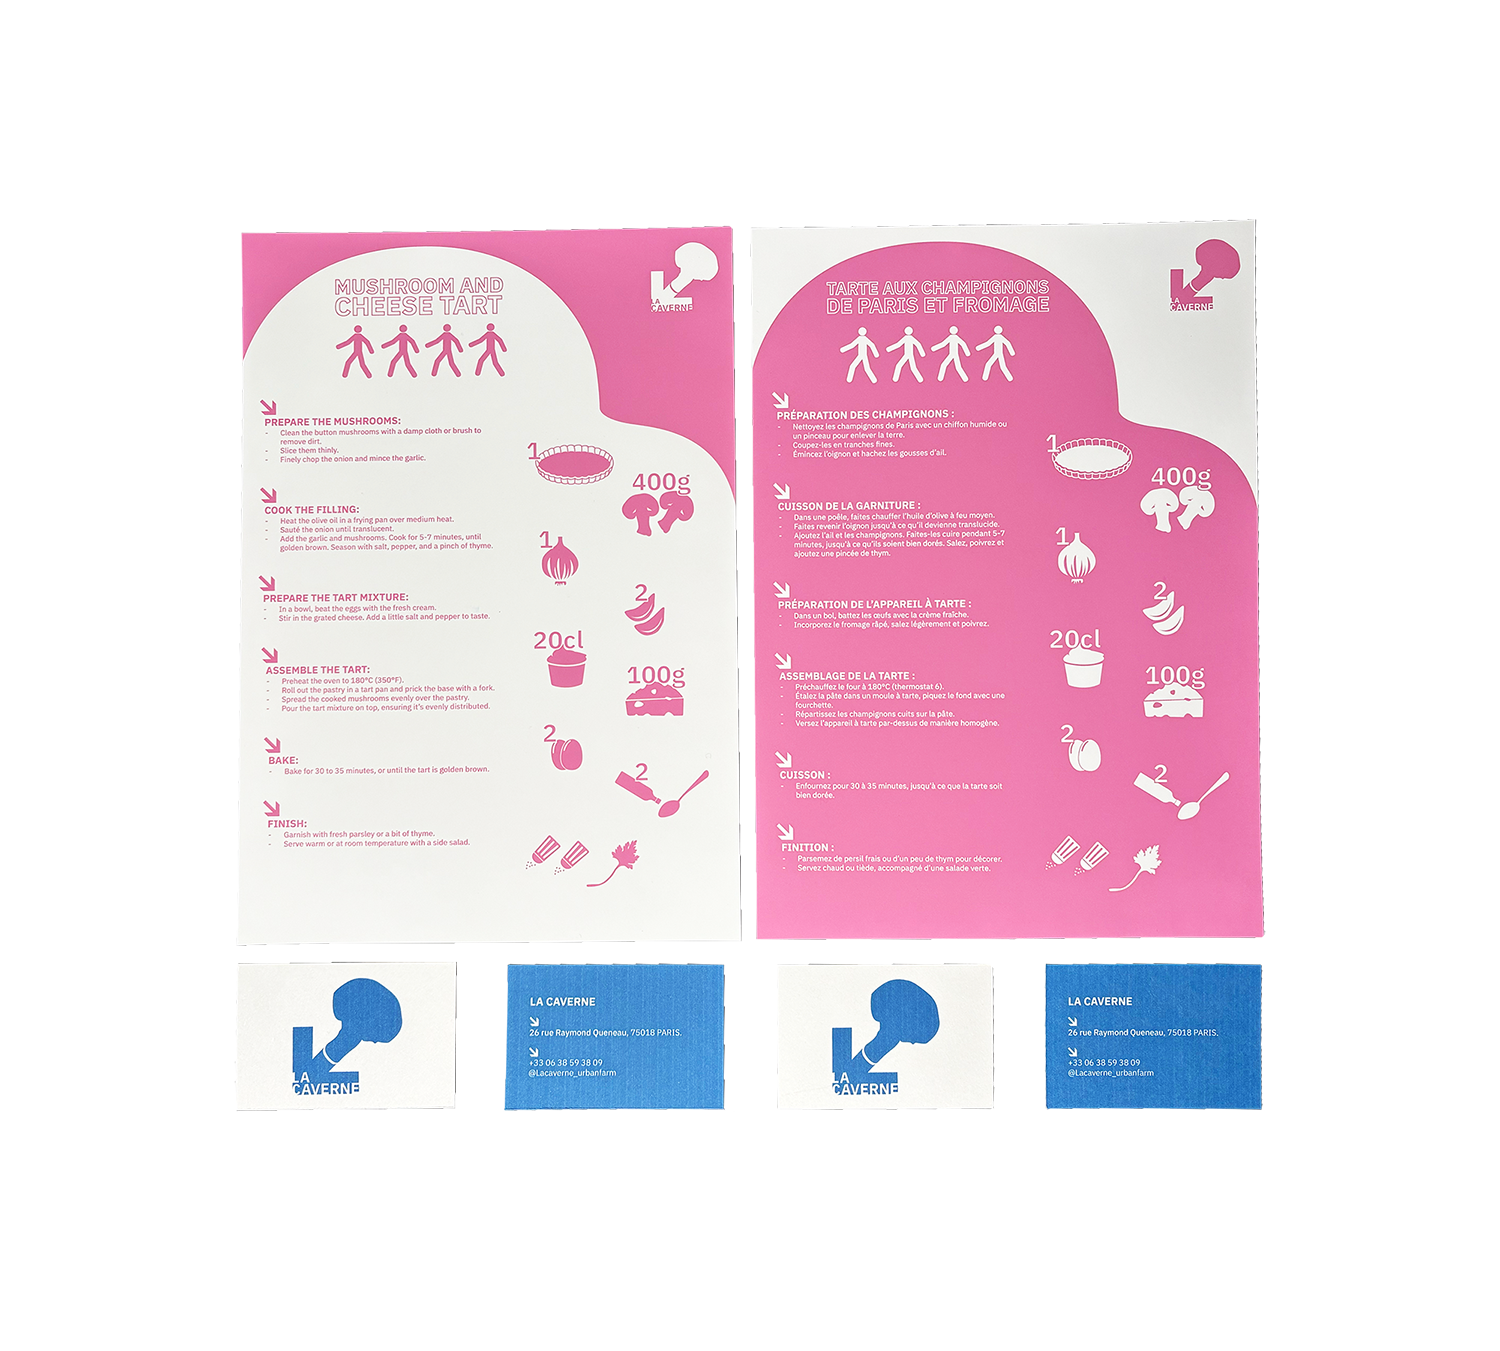 MUSHROOM AND
CHEESE TART
LA
CAVERNE
PREPARE THE MUSHROOMS:
- Clean the button mushrooms with a damp cloth or brush to
remove dirt.
- Slice them thinly.
- Finely chop the onion and mince the garlic.
COOK THE FILLING:
- Heat the olive oil in a frying pan over medium heat.
- Sauté the onion until translucent.
- Add the garlic and mushrooms. Cook for 5-7 minutes, until
golden brown. Season with salt, pepper, and a pinch of thyme.
PREPARE THE TART MIXTURE:
- In a bowl, beat the eggs with the fresh cream.
- Stir in the grated cheese. Add a little salt and pepper to taste.
ASSEMBLE THE TART:
- Preheat the oven to 180°C (350°F).
- Roll out the pastry in a tart pan and prick the base with a fork.
- Spread the cooked mushrooms evenly over the pastry.
- Pour the tart mixture on top, ensuring it's evenly distributed.
BAKE:
- Bake for 30 to 35 minutes, or until the tart is golden brown.
FINISH:
- Garnish with fresh parsley or a bit of thyme.
- Serve warm or at room temperature with a side salad.
1
400g
1
2
20cl
100g
2
2
TARTE AUX CHAMPIGNONS
DE PARIS ET FROMAGE
LA
CAVERNE
PRÉPARATION DES CHAMPIGNONS :
- Nettoyez les champignons de Paris avec un chiffon humide ou
un pinceau pour enlever la terre.
- Coupez-les en tranches fines.
- Émincez l'oignon et hachez les gousses d'ail.
CUISSON DE LA GARNITURE :
- Dans une poêle, faites chauffer l'huile d'olive à feu moyen.
- Faites revenir l'oignon jusqu'à ce qu'il devienne translucide.
- Ajoutez l'ail et les champignons. Faites-les cuire pendant 5-7
minutes, jusqu'à ce qu'ils soient bien dorés. Salez, poivrez et
ajoutez une pincée de thym.
PRÉPARATION DE L'APPAREIL À TARTE :
- Dans un bol, battez les œufs avec la crème fraîche.
- Incorporez le fromage râpé, salez légèrement et poivrez.
ASSEMBLAGE DE LA TARTE :
- Préchauffez le four à 180°C (thermostat 6).
- Étalez la pâte dans un moule à tarte, piquez le fond avec une
fourchette.
- Répartissez les champignons cuits sur la pâte.
- Versez l'appareil à tarte par-dessus de manière homogène.
CUISSON :
- Enfournez pour 30 à 35 minutes, jusqu'à ce que la tarte soit
bien dorée.
FINITION :
- Parsemez de persil frais ou d'un peu de thym pour décorer.
- Servez chaud ou tiède, accompagné d'une salade verte.
1
400g
1
2
20cl
100g
2
2
LA
CAVERNE
LA CAVERNE
26 rue Raymond Queneau, 75018 PARIS.
+33 06 38 59 38 09
@Lacaverne_urbanfarm
LA
CAVERNE
LA CAVERNE
26 rue Raymond Queneau, 75018 PARIS.
+33 06 38 59 38 09
@Lacaverne_urbanfarm